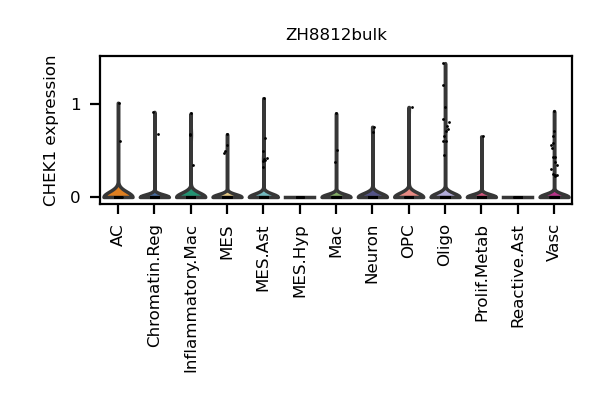 ZH8812bulk
CHEK1 expression
1
0
AC
Chromatin.Reg
Inflammatory.Mac
MES
MES.Ast
MES.Hyp
Mac
Neuron
OPC
Oligo
Prolif.Metab
Reactive.Ast
Vasc